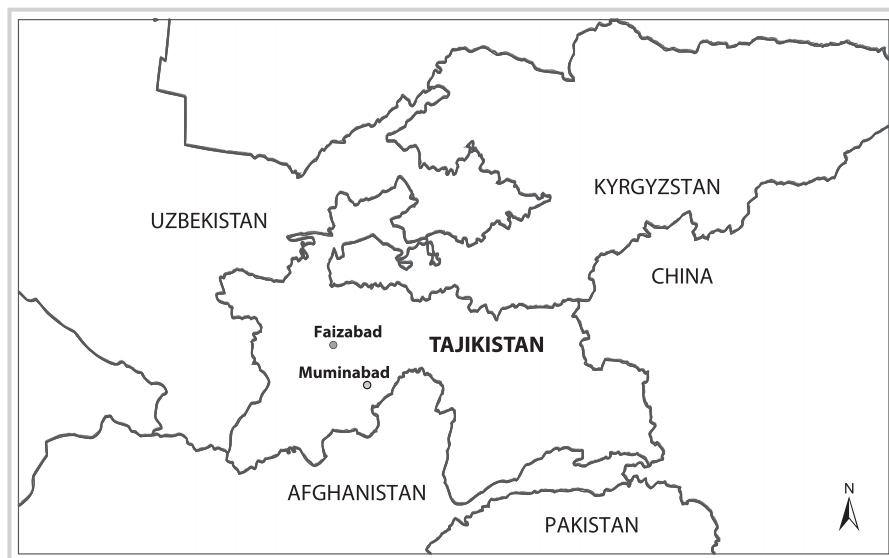 KYRGYZSTAN
UZBEKISTAN
CHINA
Faizabad
TAJIKISTAN
Muminabad
AFGHANISTAN
N
PAKISTAN